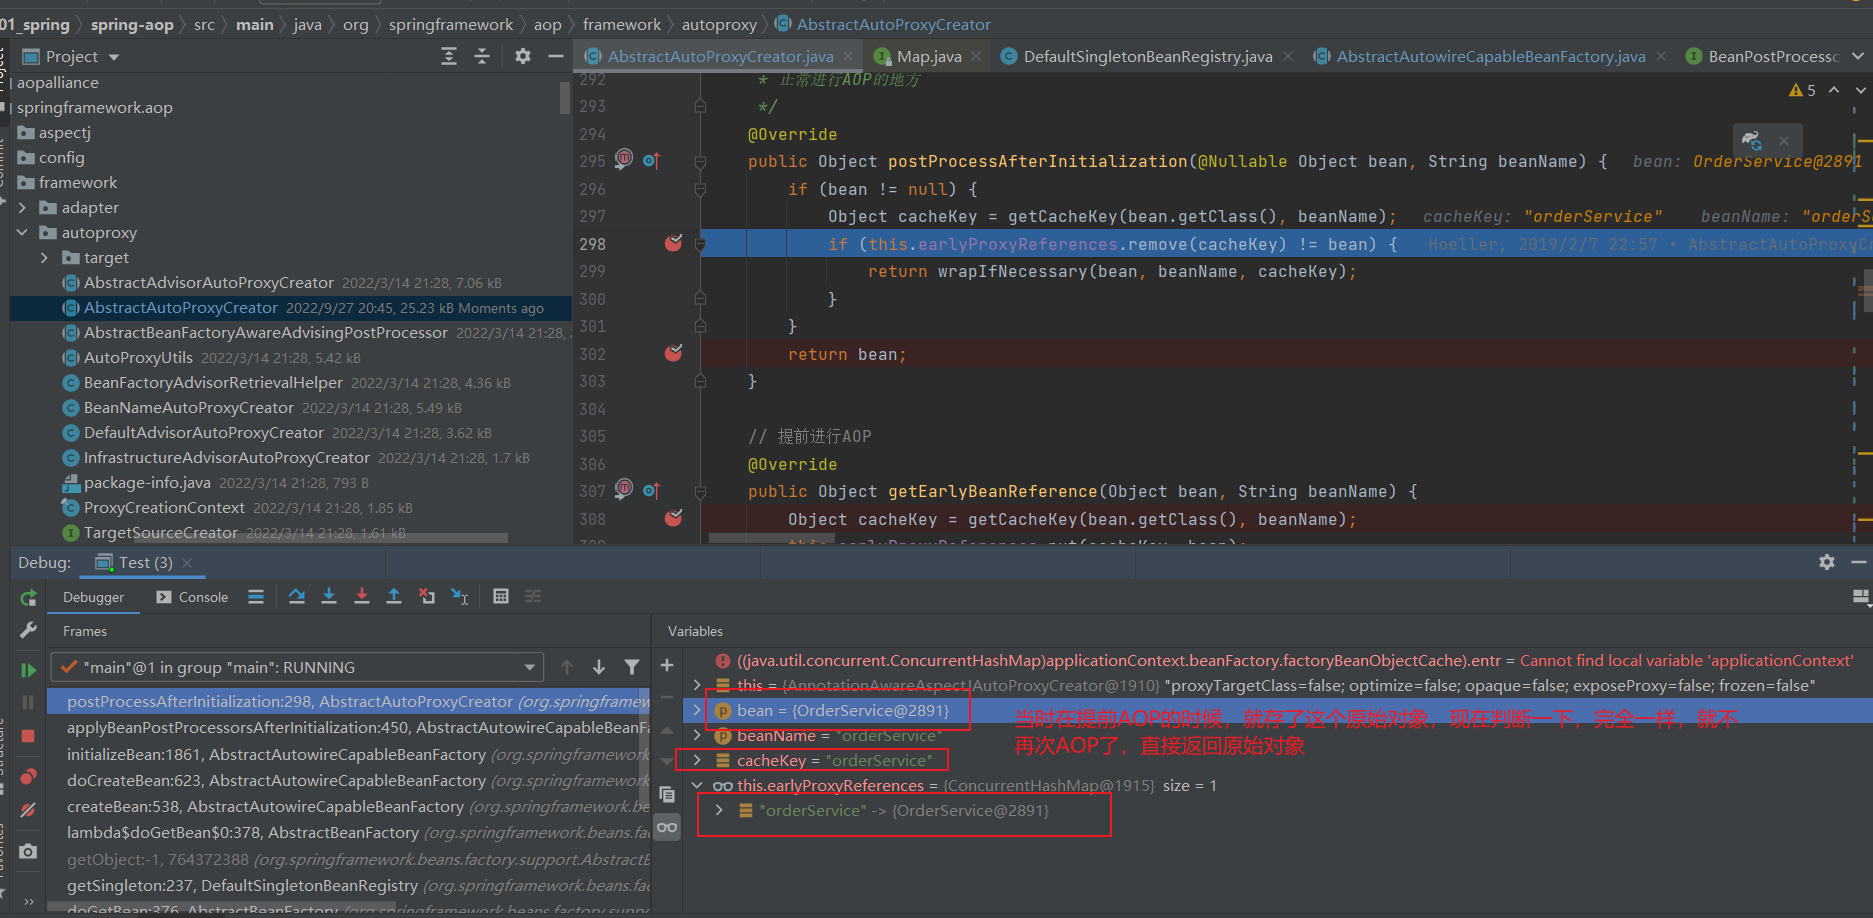 01_spring > spring-aop > src > main > java > org > springframework > aop > framework > autoproxy > AbstractAutoProxyCreator
Project
AbstractAutoProxyCreator.java
Map.java
DefaultSingletonBeanRegistry.java
AbstractAutowireCapableBeanFactory.java
BeanPostProcessc
aopalliance
springframework.aop
aspectj
config
framework
adapter
autoproxy
target
AbstractAdvisorAutoProxyCreator 2022/3/14 21:28, 7.06 kB
AbstractAutoProxyCreator 2022/9/27 20:45, 25.23 kB Moments ago
AbstractBeanFactoryAwareAdvisingPostProcessor 2022/3/14 21:28,
AutoProxyUtils 2022/3/14 21:28, 5.42 kB
BeanFactoryAdvisorRetrievalHelper 2022/3/14 21:28, 4.36 kB
BeanNameAutoProxyCreator 2022/3/14 21:28, 5.49 kB
DefaultAdvisorAutoProxyCreator 2022/3/14 21:28, 3.62 kB
InfrastructureAdvisorAutoProxyCreator 2022/3/14 21:28, 1.7 kB
package-info.java 2022/3/14 21:28, 793 B
ProxyCreationContext 2022/3/14 21:28, 1.85 kB
TargetSourceCreator 2022/3/14 21:28, 1.61 kB
5
292 * 正常进行AOP的地方
293 */
294 @Override
295 public Object postProcessAfterInitialization(@Nullable Object bean, String beanName) { bean: OrderService@2891
296 if (bean != null) {
297 Object cacheKey = getCacheKey(bean.getClass(), beanName); cacheKey: "orderService" beanName: "orderS
298 if (this.earlyProxyReferences.remove(cacheKey) != bean) { Hoeller, 2019/2/7 22:57 • AbstractAutoProxyCr
299 return wrapIfNecessary(bean, beanName, cacheKey);
300 }
301 }
302 return bean;
303 }
304
305 // 提前进行AOP
306 @Override
307 public Object getEarlyBeanReference(Object bean, String beanName) {
308 Object cacheKey = getCacheKey(bean.getClass(), beanName);
this.earlyProxyReferences.put(cacheKey, bean);
Debug: Test (3)
Debugger
Console
Frames
Variables
"main"@1 in group "main": RUNNING
postProcessAfterInitialization:298, AbstractAutoProxyCreator (org.springframew
applyBeanPostProcessorsAfterInitialization:450, AbstractAutowireCapableBeanFa
initializeBean:1861, AbstractAutowireCapableBeanFactory (org.springframework
doCreateBean:623, AbstractAutowireCapableBeanFactory (org.springframework
createBean:538, AbstractAutowireCapableBeanFactory (org.springframework.be
lambda$doGetBean$0:378, AbstractBeanFactory (org.springframework.beans.fac
getObject:-1, 764372388 (org.springframework.beans.factory.support.AbstractB
getSingleton:237, DefaultSingletonBeanRegistry (org.springframework.beans.fac
doGetBean:376, AbstractBeanFactory (org.springframework.beans.factory.suppo
((java.util.concurrent.ConcurrentHashMap)applicationContext.beanFactory.factoryBeanObjectCache).entr = Cannot find local variable 'applicationContext'
this = {AnnotationAwareAspectJAutoProxyCreator@1910} "proxyTargetClass=false; optimize=false; opaque=false; exposeProxy=false; frozen=false"
bean = {OrderService@2891}
beanName = "orderService"
cacheKey = "orderService"
this.earlyProxyReferences = {ConcurrentHashMap@1915} size = 1
"orderService" -> {OrderService@2891}
当时在提前AOP的时候，就存了这个原始对象，现在判断一下，完全一样，就不
再次AOP了，直接返回原始对象